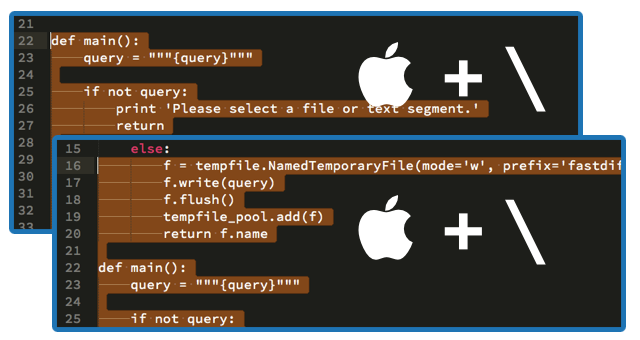 21
22 def main():
23     query = """{query}"""
24
25     if not query:
26         print 'Please select a file or text segment.'
27         return
28
29
30
31
32
33
+ \
15     else:
16         f = tempfile.NamedTemporaryFile(mode='w', prefix='fastdif
17         f.write(query)
18         f.flush()
19         tempfile_pool.add(f)
20         return f.name
21
22 def main():
23     query = """{query}"""
24
25     if not query:
+ \